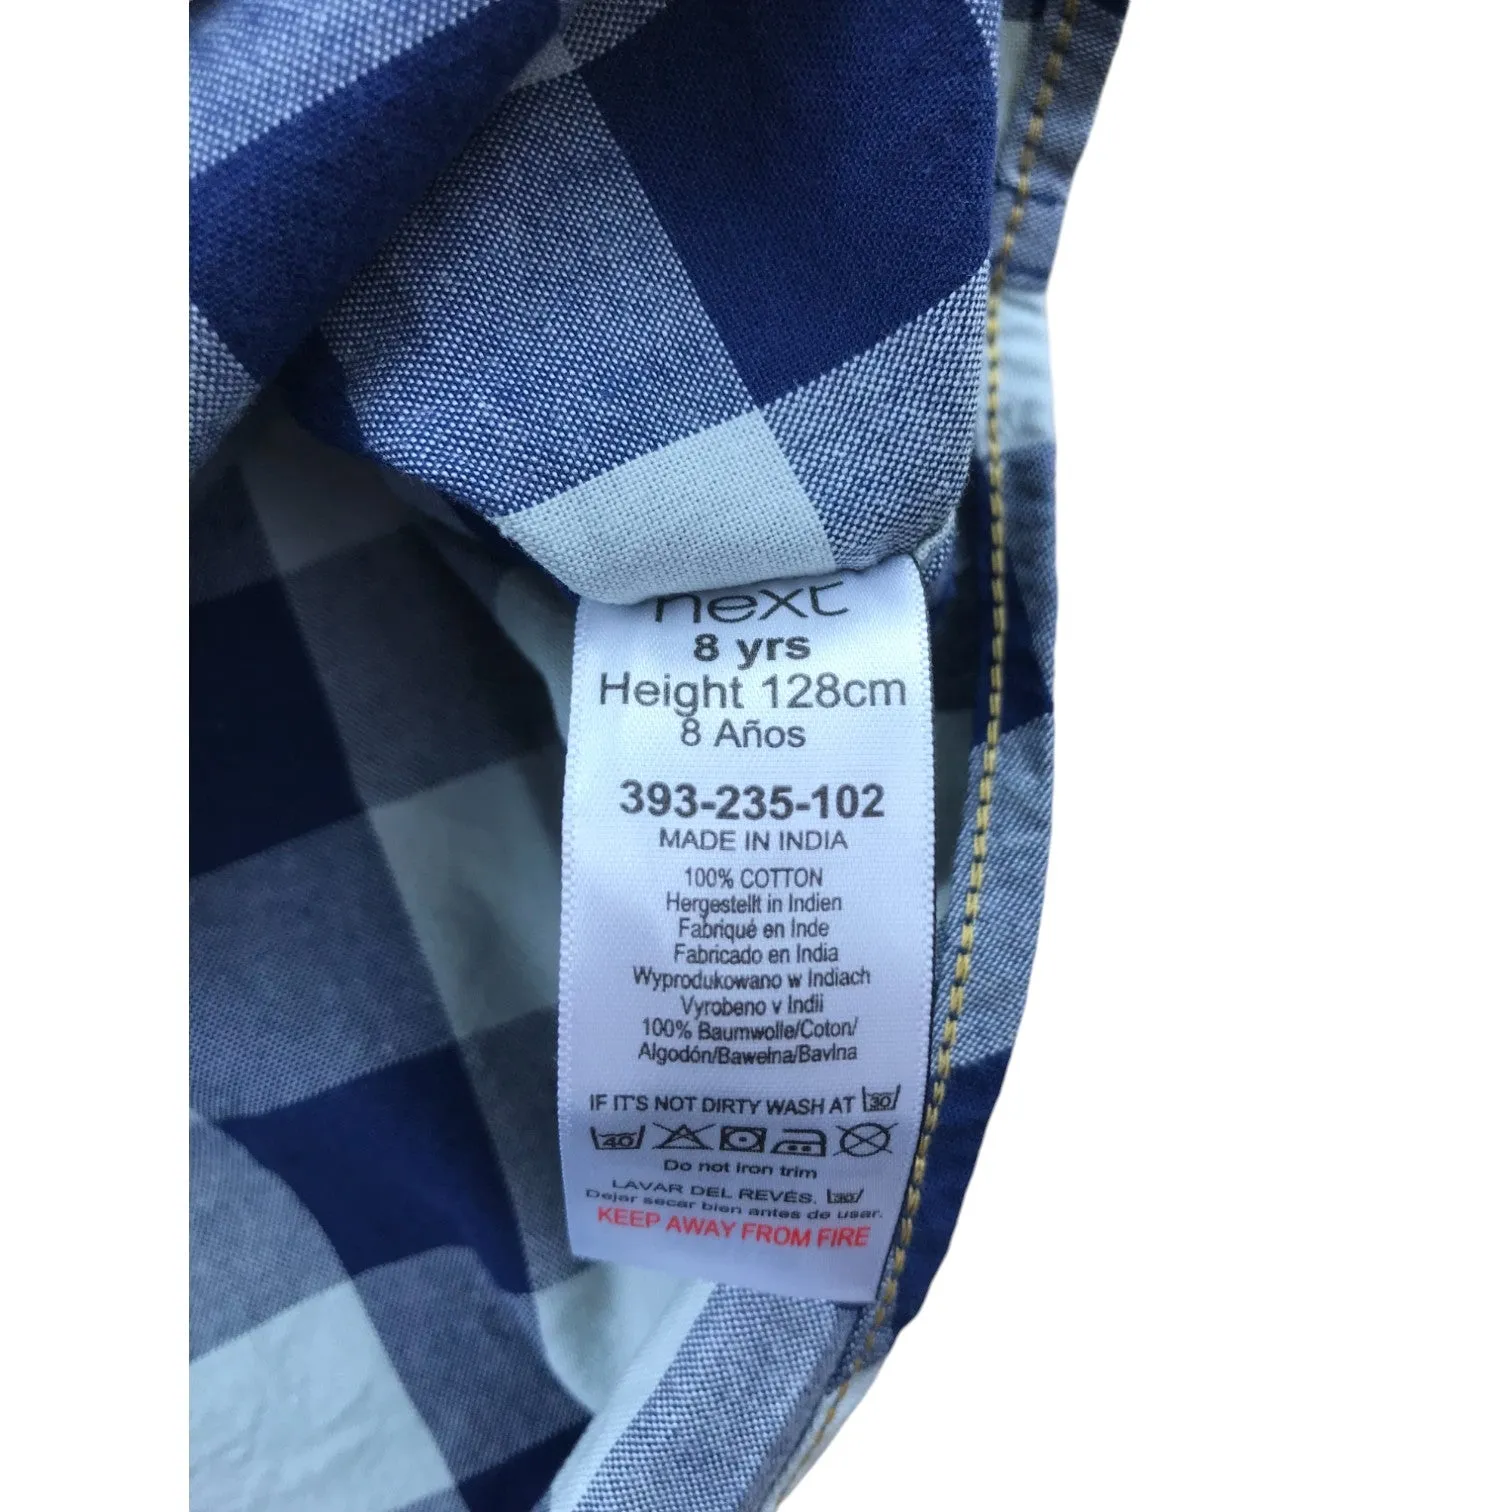 next
8 yrs
Height 128cm
8 Años
393-235-102
MADE IN INDIA
100% COTTON
Hergestellt in Indien
Fabriqué en Inde
Fabricado en India
Wyprodukowano w Indiach
Vyrobeno v Indii
100% Baumwolle/Coton/
Algodón/Bawełna/Bavlna
IF IT'S NOT DIRTY WASH AT 30
40
Do not iron trim
LAVAR DEL REVÉS. 30
Dejar secar bien antes de usar.
KEEP AWAY FROM FIRE